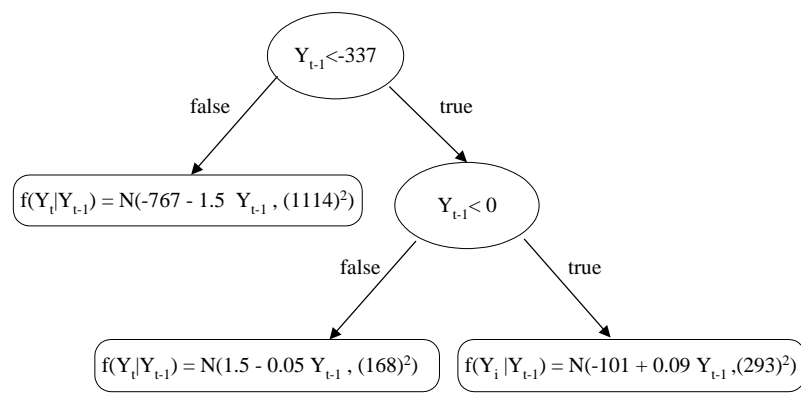 Y_{t-1}<-337
false
true
f(Y_t|Y_{t-1}) = N(-767 - 1.5 Y_{t-1} , (1114)²)
Y_{t-1}< 0
false
true
f(Y_t|Y_{t-1}) = N(1.5 - 0.05 Y_{t-1} , (168)²)
f(Y_i |Y_{t-1}) = N(-101 + 0.09 Y_{t-1} ,(293)²)